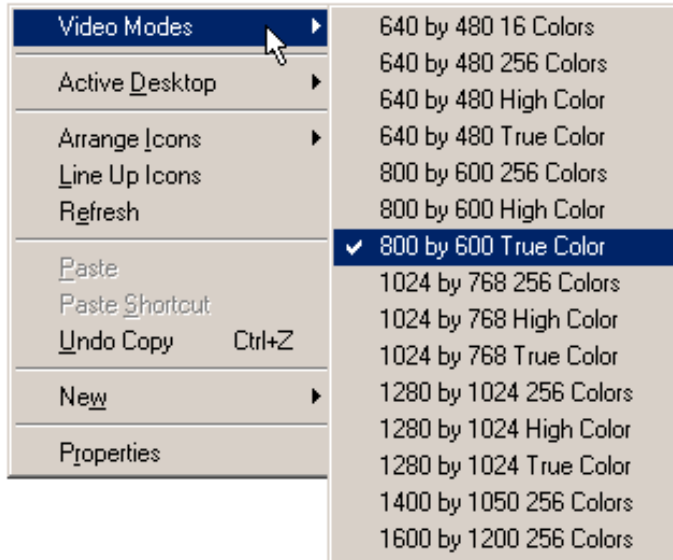 Video Modes
Active Desktop
Arrange Icons
Line Up Icons
Refresh
Paste
Paste Shortcut
Undo Copy Ctrl+Z
New
Properties
640 by 480 16 Colors
640 by 480 256 Colors
640 by 480 High Color
640 by 480 True Color
800 by 600 256 Colors
800 by 600 High Color
800 by 600 True Color
1024 by 768 256 Colors
1024 by 768 High Color
1024 by 768 True Color
1280 by 1024 256 Colors
1280 by 1024 High Color
1280 by 1024 True Color
1400 by 1050 256 Colors
1600 by 1200 256 Colors